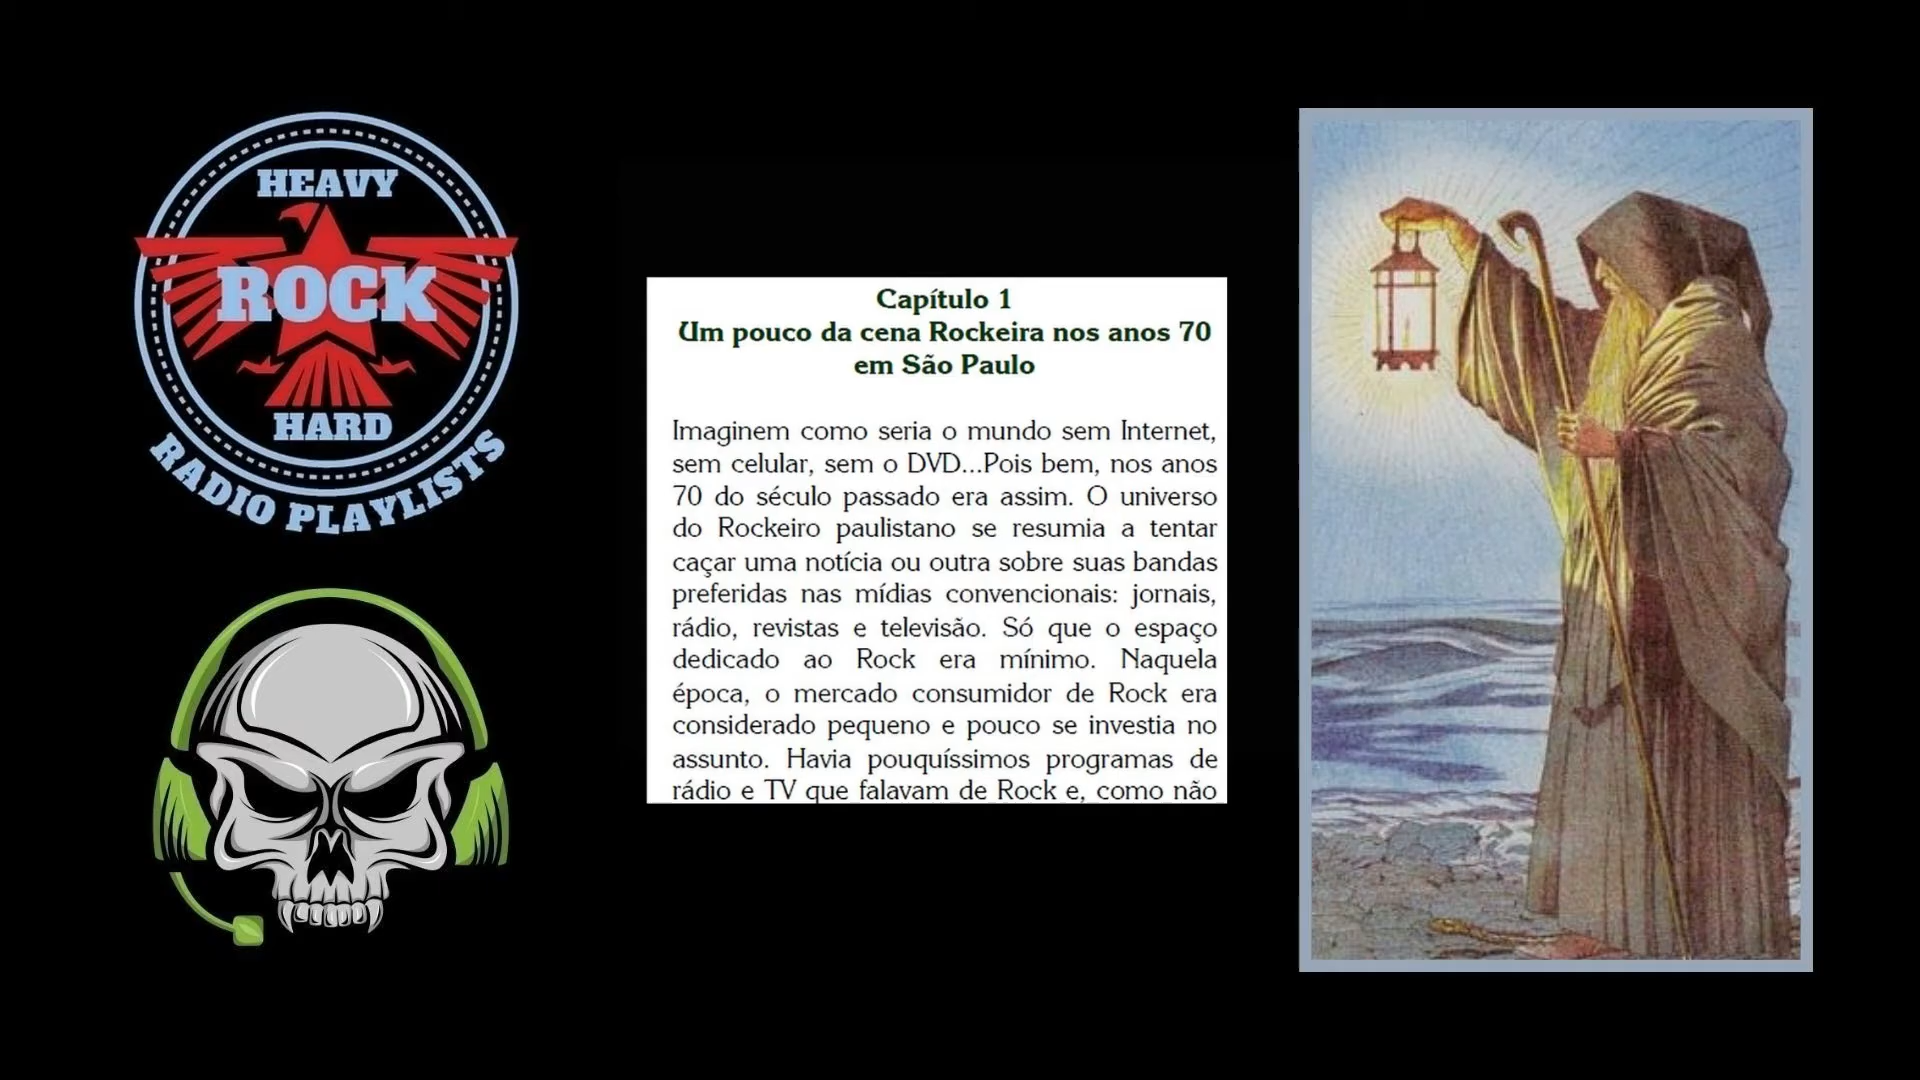 HEAVY
ROCK
HARD
RADIO PLAYLISTS
Capítulo 1
Um pouco da cena Rockeira nos anos 70
em São Paulo
Imaginem como seria o mundo sem Internet,
sem celular, sem o DVD...Pois bem, nos anos
70 do século passado era assim. O universo
do Rockeiro paulistano se resumia a tentar
caçar uma notícia ou outra sobre suas bandas
preferidas nas mídias convencionais: jornais,
rádio, revistas e televisão. Só que o espaço
dedicado ao Rock era mínimo. Naquela
época, o mercado consumidor de Rock era
considerado pequeno e pouco se investia no
assunto. Havia pouquíssimos programas de
rádio e TV que falavam de Rock e, como não